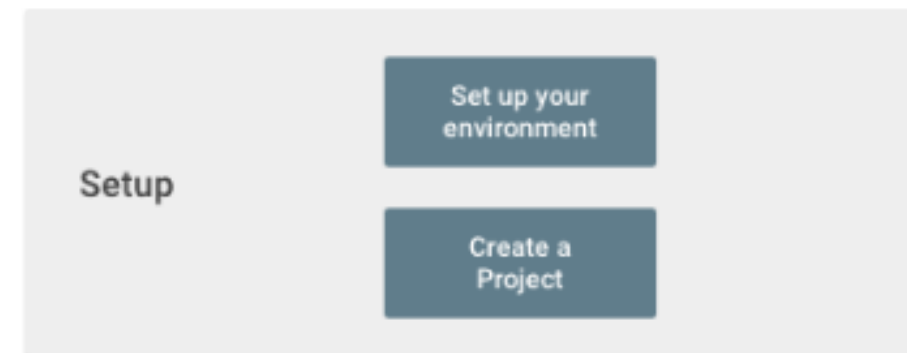 Set up your
environment
Setup
Create a
Project